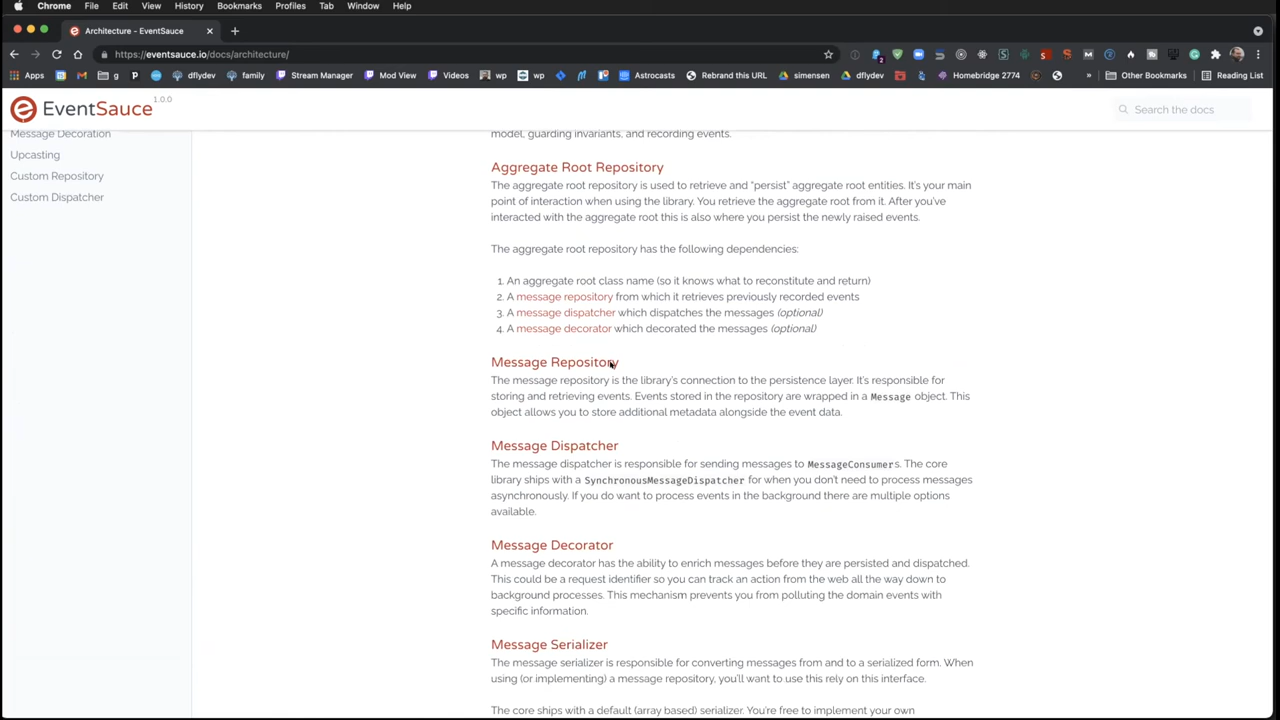 Chrome File Edit View History Bookmarks Profiles Tab Window Help
Architecture - EventSauce
https://eventsauce.io/docs/architecture/
Apps g dflydev family Stream Manager Mod View Videos wp wp Astrocasts Rebrand this URL simensen dflydev Homebridge 2774 » Other Bookmarks Reading List
EventSauce 1.0.0
Search the docs
Message Decoration
Upcasting
Custom Repository
Custom Dispatcher
model, guarding invariants, and recording events.
Aggregate Root Repository
The aggregate root repository is used to retrieve and “persist” aggregate root entities. It’s your main
point of interaction when using the library. You retrieve the aggregate root from it. After you’ve
interacted with the aggregate root this is also where you persist the newly raised events.
The aggregate root repository has the following dependencies:
1. An aggregate root class name (so it knows what to reconstitute and return)
2. A message repository from which it retrieves previously recorded events
3. A message dispatcher which dispatches the messages (optional)
4. A message decorator which decorated the messages (optional)
Message Repository
The message repository is the library’s connection to the persistence layer. It’s responsible for
storing and retrieving events. Events stored in the repository are wrapped in a Message object. This
object allows you to store additional metadata alongside the event data.
Message Dispatcher
The message dispatcher is responsible for sending messages to MessageConsumers. The core
library ships with a SynchronousMessageDispatcher for when you don’t need to process messages
asynchronously. If you do want to process events in the background there are multiple options
available.
Message Decorator
A message decorator has the ability to enrich messages before they are persisted and dispatched.
This could be a request identifier so you can track an action from the web all the way down to
background processes. This mechanism prevents you from polluting the domain events with
specific information.
Message Serializer
The message serializer is responsible for converting messages from and to a serialized form. When
using (or implementing) a message repository, you’ll want to use this rely on this interface.
The core ships with a default (array based) serializer. You’re free to implement your own